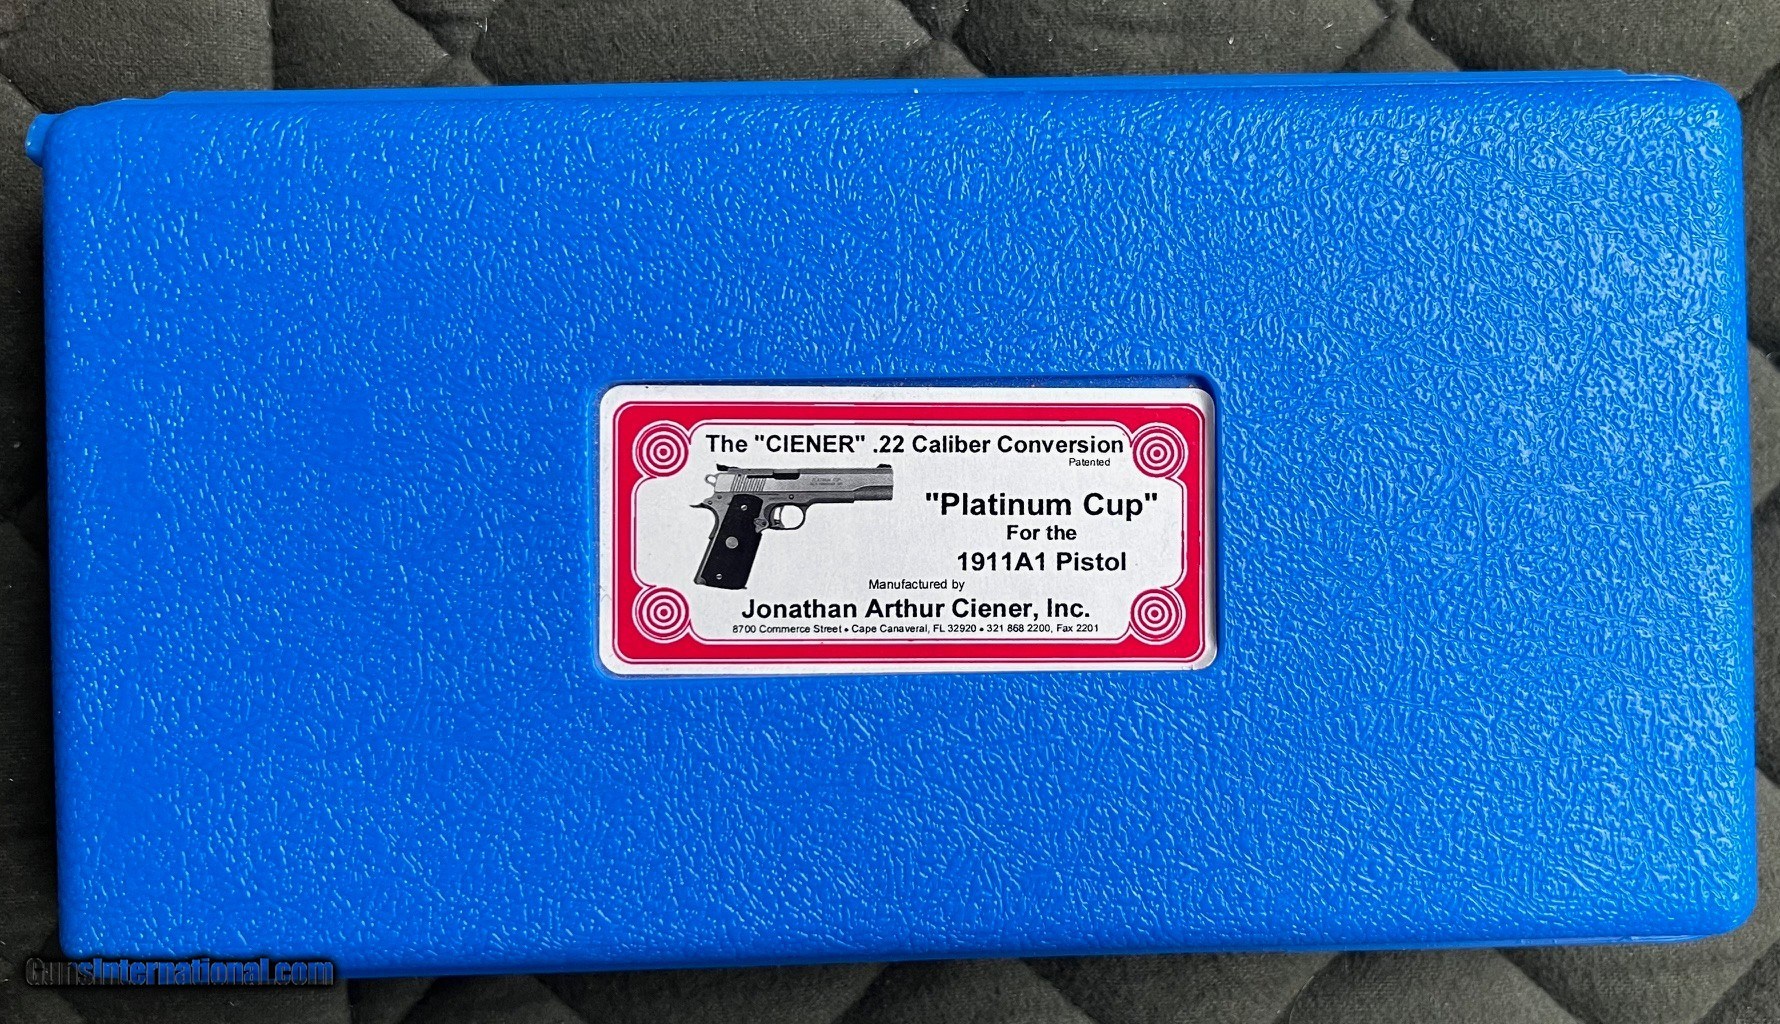 The "CIENER" .22 Caliber Conversion
Patented
"Platinum Cup"
For the
1911A1 Pistol
Manufactured by
Jonathan Arthur Ciener, Inc.
8700 Commerce Street • Cape Canaveral, FL 32920 • 321 868 2200, Fax 2201
GunsInternational.com